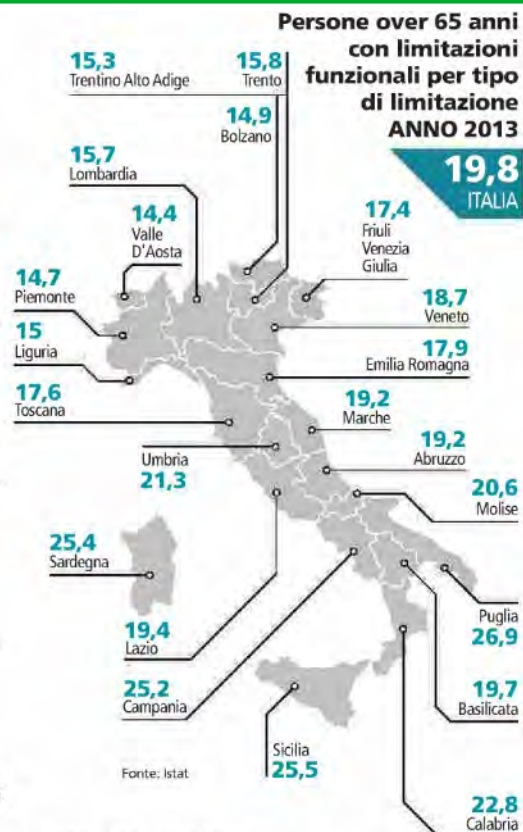 Persone over 65 anni
con limitazioni
funzionali per tipo
di limitazione
ANNO 2013
19,8
ITALIA
15,3
Trentino Alto Adige
15,8
Trento
14,9
Bolzano
15,7
Lombardia
14,4
Valle
D'Aosta
17,4
Friuli
Venezia
Giulia
14,7
Piemonte
18,7
Veneto
15
Liguria
17,9
Emilia Romagna
17,6
Toscana
19,2
Marche
19,2
Abruzzo
Umbria
21,3
20,6
Molise
25,4
Sardegna
Puglia
26,9
19,4
Lazio
25,2
Campania
19,7
Basilicata
Sicilia
25,5
Fonte: Istat
22,8
Calabria